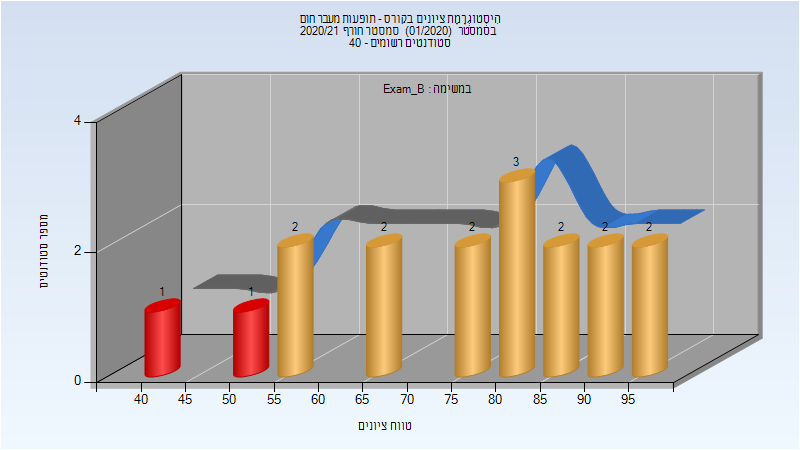 היסטוגרמת ציונים בקורס - תופעות מעבר חום
בסמסטר (01/2020) סמסטר חורף 2020/21
סטודנטים רשומים - 40
במשימה : Exam_B
מספר סטודנטים
4
2
0
1
1
2
2
2
3
2
2
2
40 45 50 55 60 65 70 75 80 85 90 95
טווח ציונים